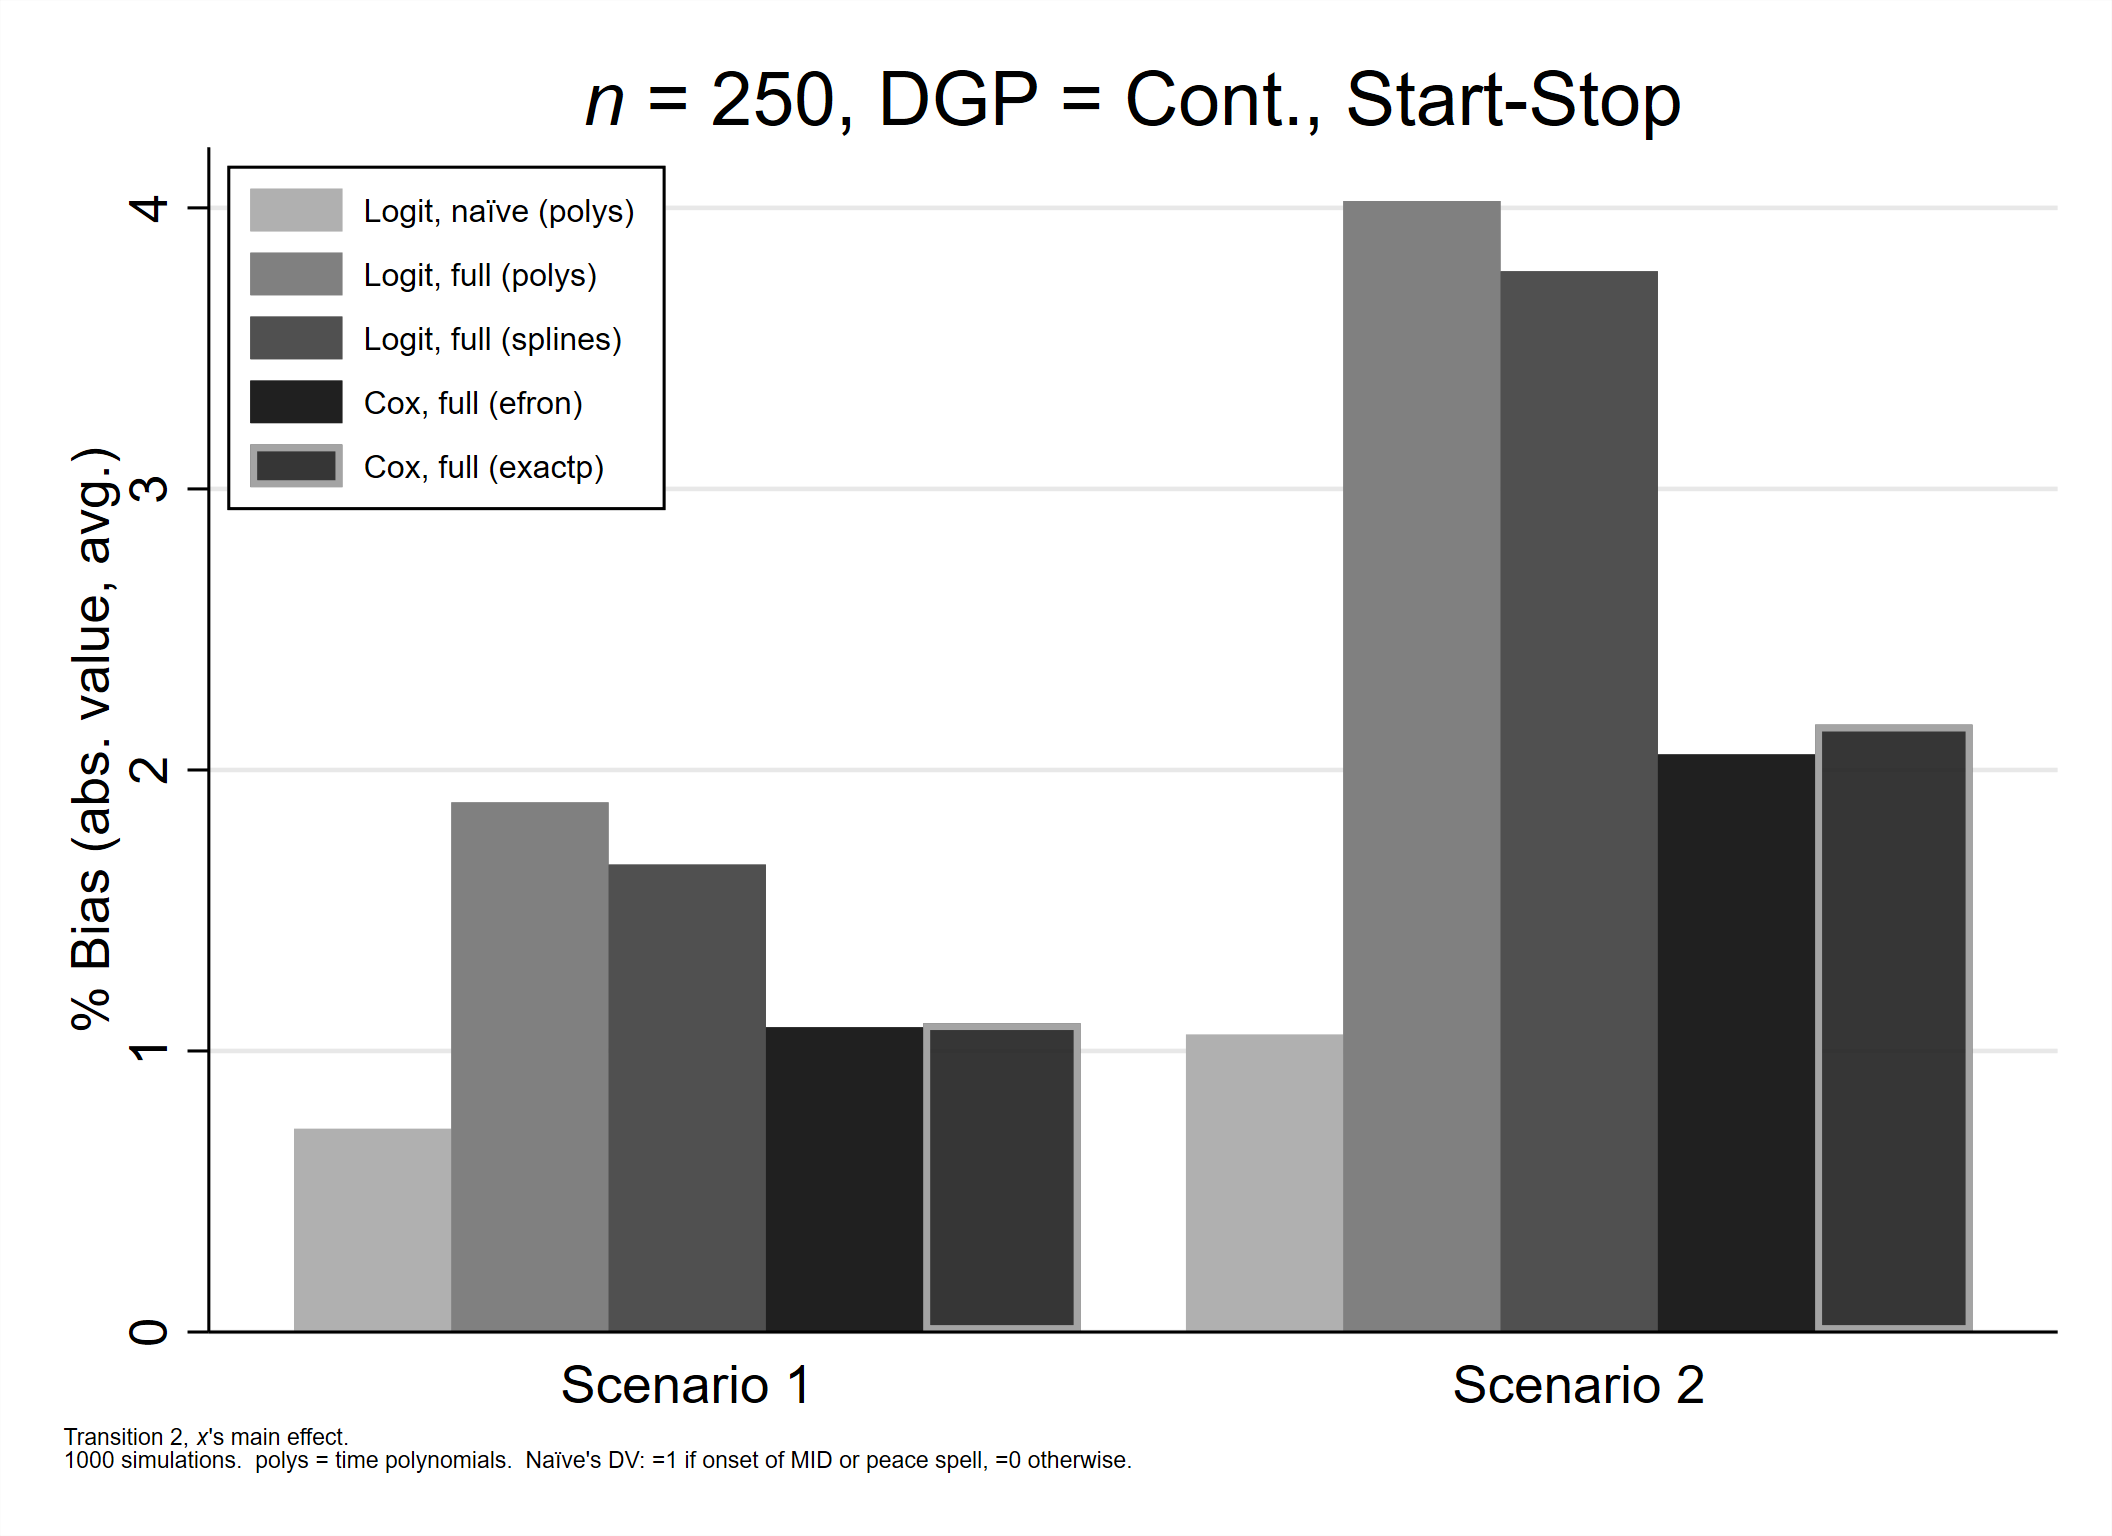 n = 250, DGP = Cont., Start-Stop
% Bias (abs. value, avg.)
4
3
2
1
0
Logit, naïve (polys)
Logit, full (polys)
Logit, full (splines)
Cox, full (efron)
Cox, full (exactp)
Scenario 1
Scenario 2
Transition 2, x's main effect.
1000 simulations.  polys = time polynomials.  Naïve's DV: =1 if onset of MID or peace spell, =0 otherwise.